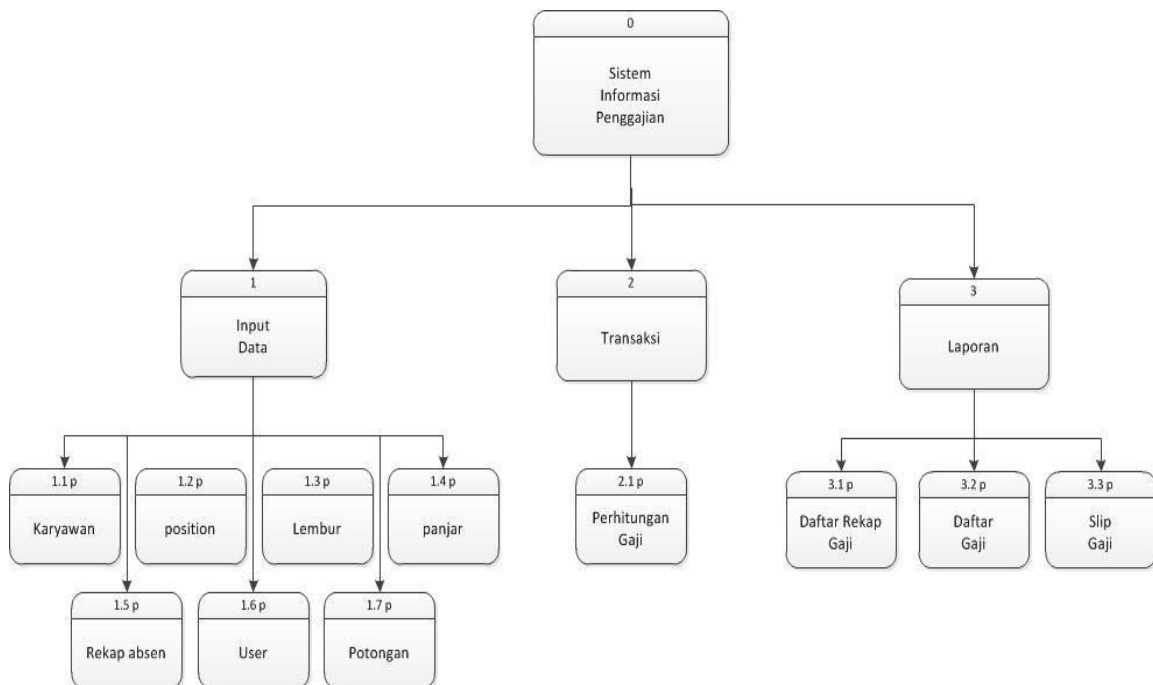 0
Sistem
Informasi
Penggajian
1
Input
Data
2
Transaksi
3
Laporan
1.1 p
Karyawan
1.2 p
position
1.3 p
Lembur
1.4 p
panjar
1.5 p
Rekap absen
1.6 p
User
1.7 p
Potongan
2.1 p
Perhitungan
Gaji
3.1 p
Daftar Rekap
Gaji
3.2 p
Daftar
Gaji
3.3 p
Slip
Gaji